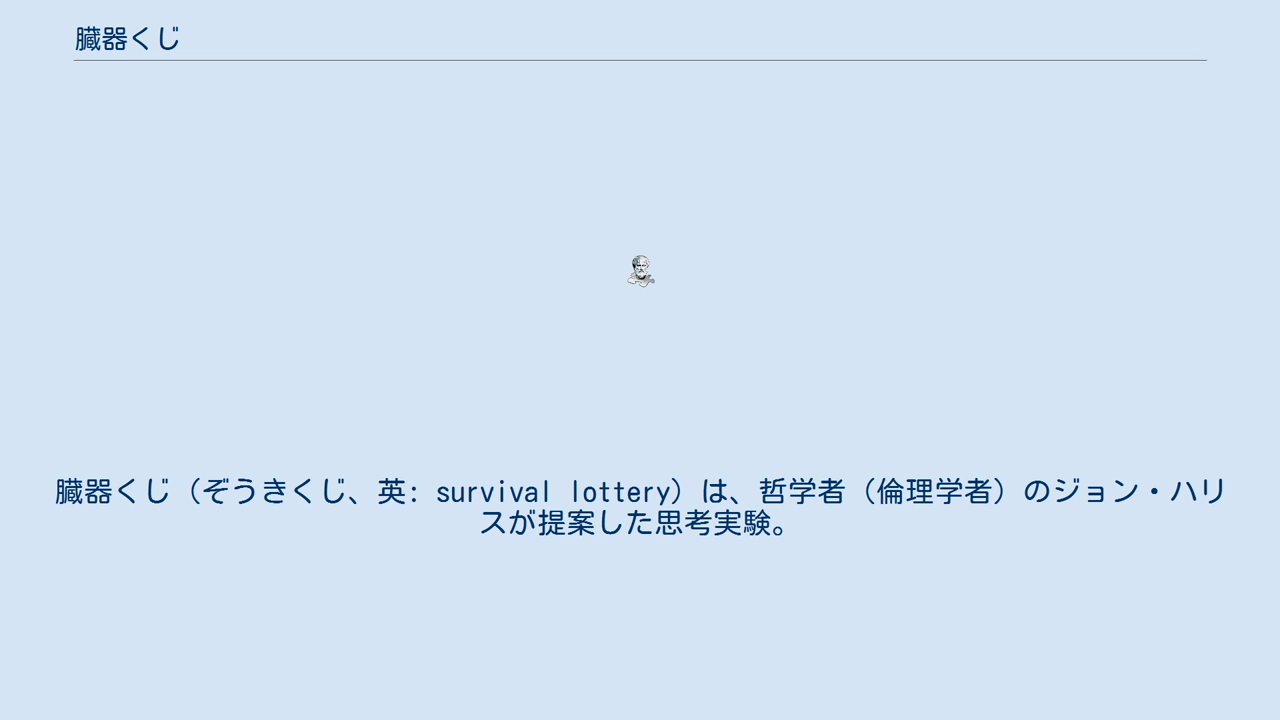 臓器くじ
臓器くじ（ぞうきくじ、英: survival lottery）は、哲学者（倫理学者）のジョン・ハリ
スが提案した思考実験。